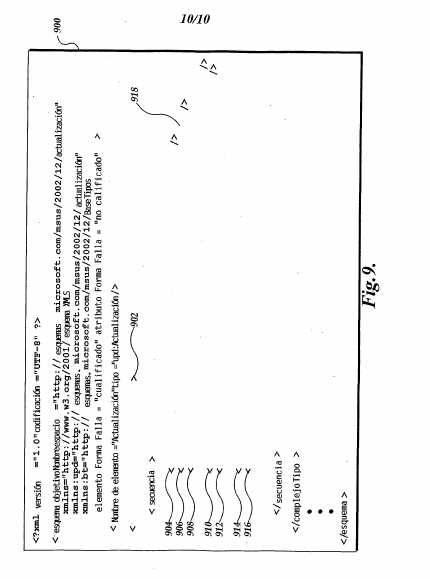 10/10
900
<?xml versión ="1.0" codificación ="UTF-8" ?>
< esquema objetivoNombreespacio ="http:// esquemas microsoft.com/msus/2002/12/actualización"
xmlns="http://www.w3.org/2001/ esquema XMLS
xmlns:upd="http:// esquemas. microsoft.com/msus/2002/12/ actualización"
xmlns:bt="http:// esquemas.microsoft.com/msus/2002/12/BaseTipos
elemento Forma Falla = "cualificado" atributo Forma Falla = "no calificado" >
< Nombre de elemento ="Actualización"tipo ="upd:Actualización/>
< > 902
< secuencia >
904 < /> 918
906 <
908 < />
910 < />
912 < />
914 <
916 <
</secuencia >
</complejoTipo >
</esquema >
Fig.9.